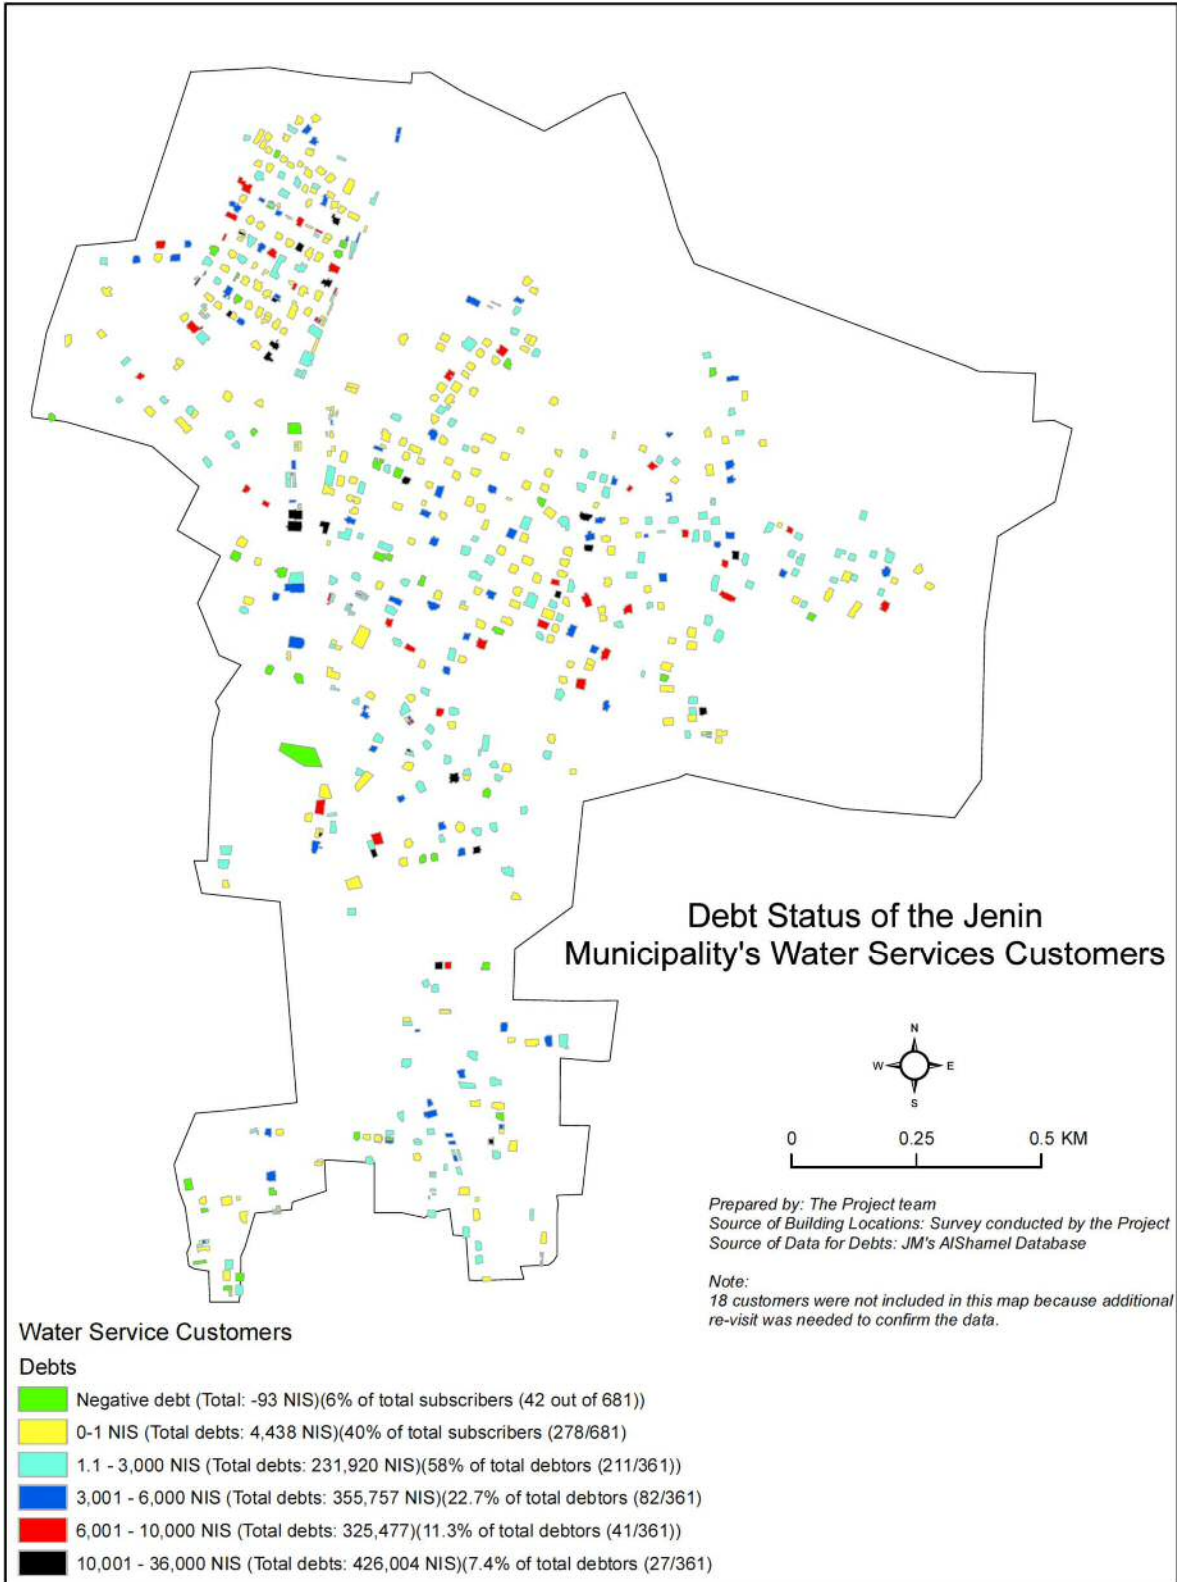 Debt Status of the Jenin
Municipality's Water Services Customers
N
W E
S
0 0.25 0.5 KM
Prepared by: The Project team
Source of Building Locations: Survey conducted by the Project
Source of Data for Debts: JM's AlShamel Database
Note:
18 customers were not included in this map because additional
re-visit was needed to confirm the data.
Water Service Customers
Debts
Negative debt (Total: -93 NIS)(6% of total subscribers (42 out of 681))
0-1 NIS (Total debts: 4,438 NIS)(40% of total subscribers (278/681)
1.1 - 3,000 NIS (Total debts: 231,920 NIS)(58% of total debtors (211/361))
3,001 - 6,000 NIS (Total debts: 355,757 NIS)(22.7% of total debtors (82/361)
6,001 - 10,000 NIS (Total debts: 325,477)(11.3% of total debtors (41/361))
10,001 - 36,000 NIS (Total debts: 426,004 NIS)(7.4% of total debtors (27/361)